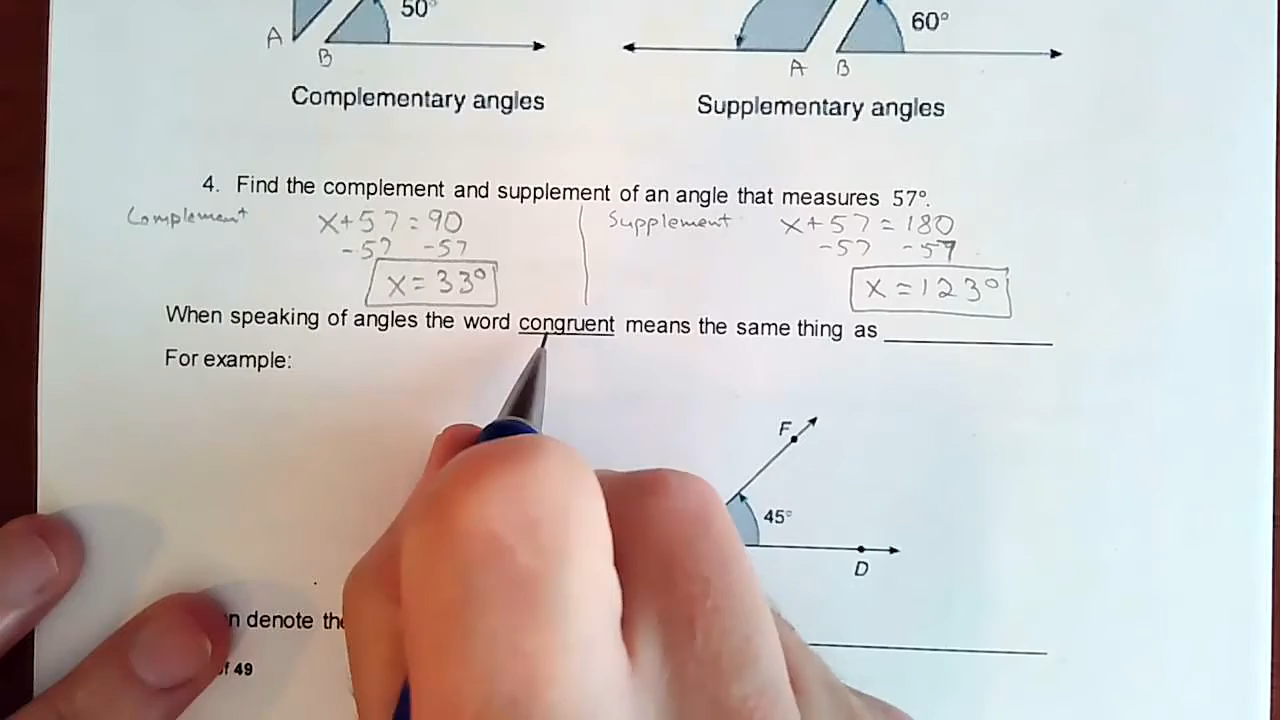 50°
60°
A
B
A
B
Complementary angles
Supplementary angles
4. Find the complement and supplement of an angle that measures 57º.
Complement
x+57=90
-57 -57
x=33°
Supplement
x+57=180
-57 -57
x=123°
When speaking of angles the word congruent means the same thing as
For example:
F
45°
D
denote
49